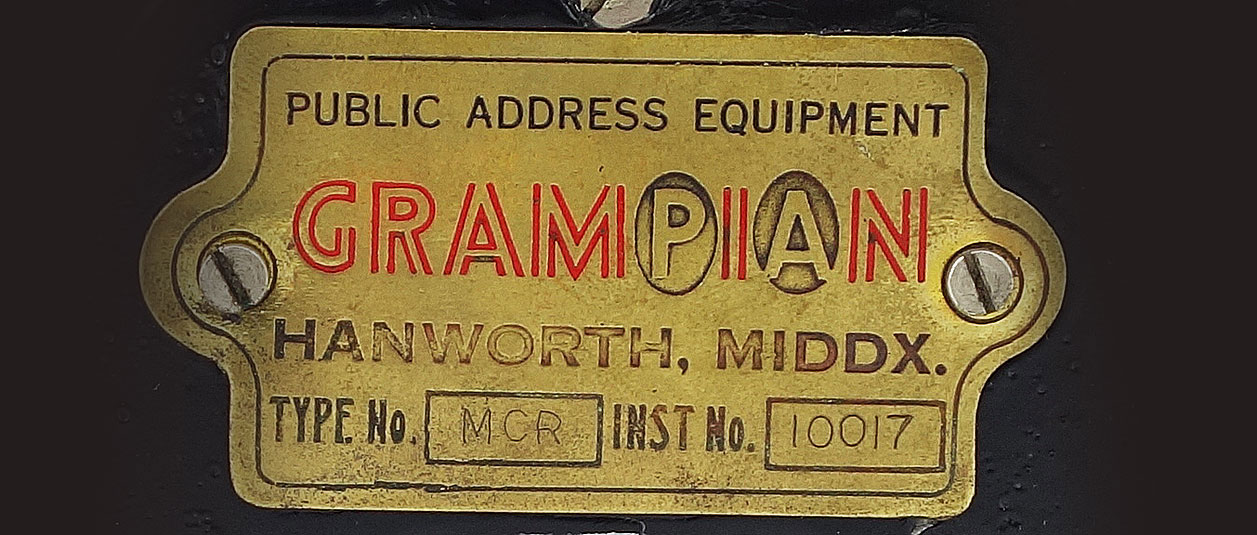 PUBLIC ADDRESS EQUIPMENT
GRAMPIAN
HANWORTH, MIDDX.
TYPE No. MCR INST No. 10017